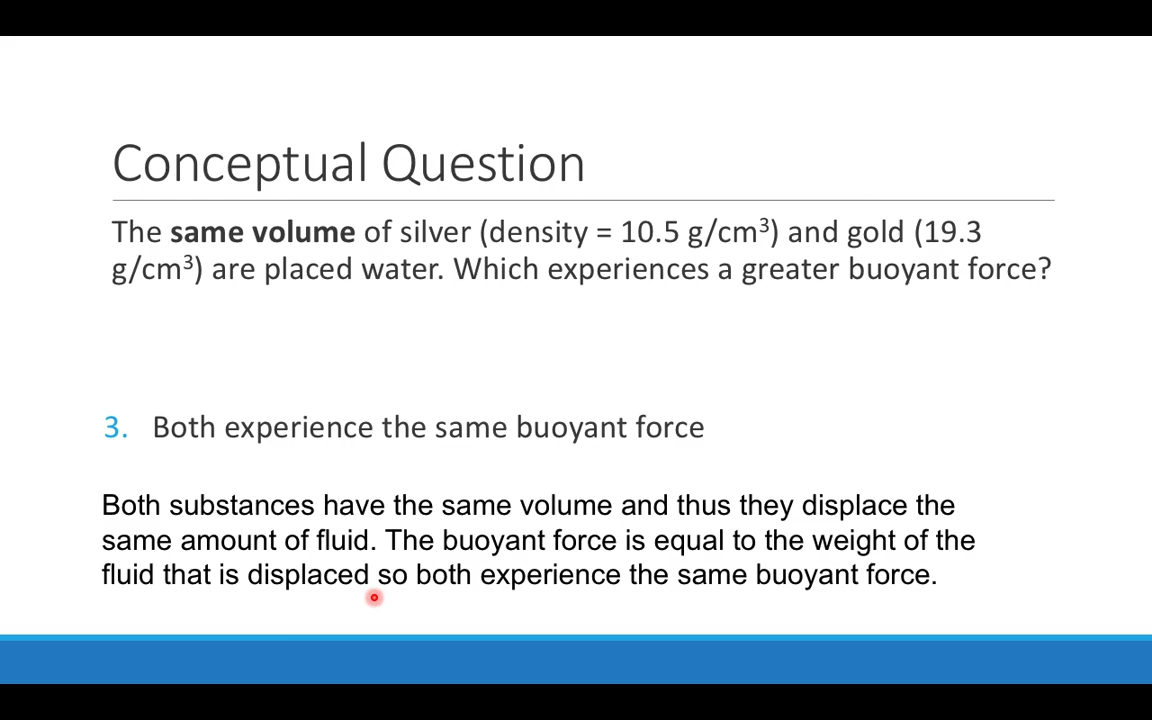 Conceptual Question
The same volume of silver (density = 10.5 g/cm³) and gold (19.3
g/cm³) are placed water. Which experiences a greater buoyant force?
3. Both experience the same buoyant force
Both substances have the same volume and thus they displace the
same amount of fluid. The buoyant force is equal to the weight of the
fluid that is displaced so both experience the same buoyant force.